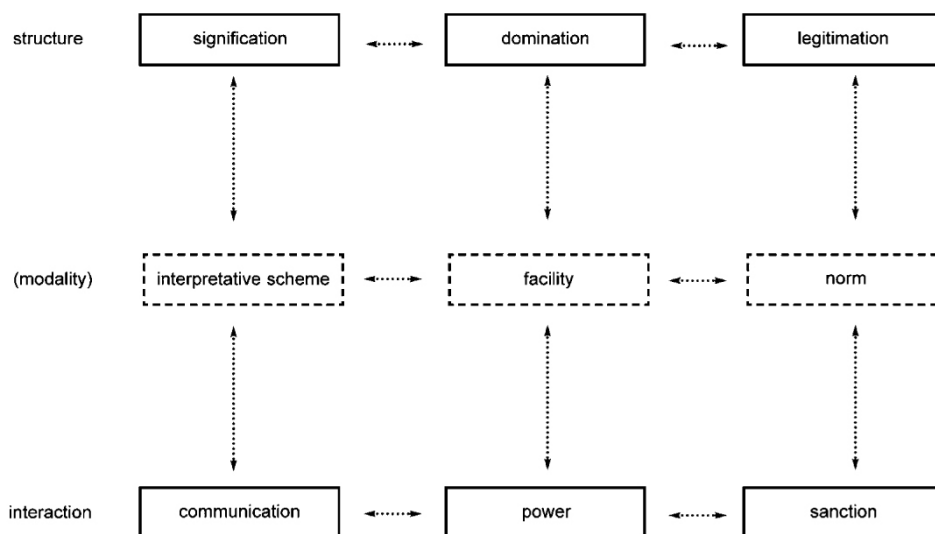 structure signification domination legitimation
(modality) interpretative scheme facility norm
interaction communication power sanction